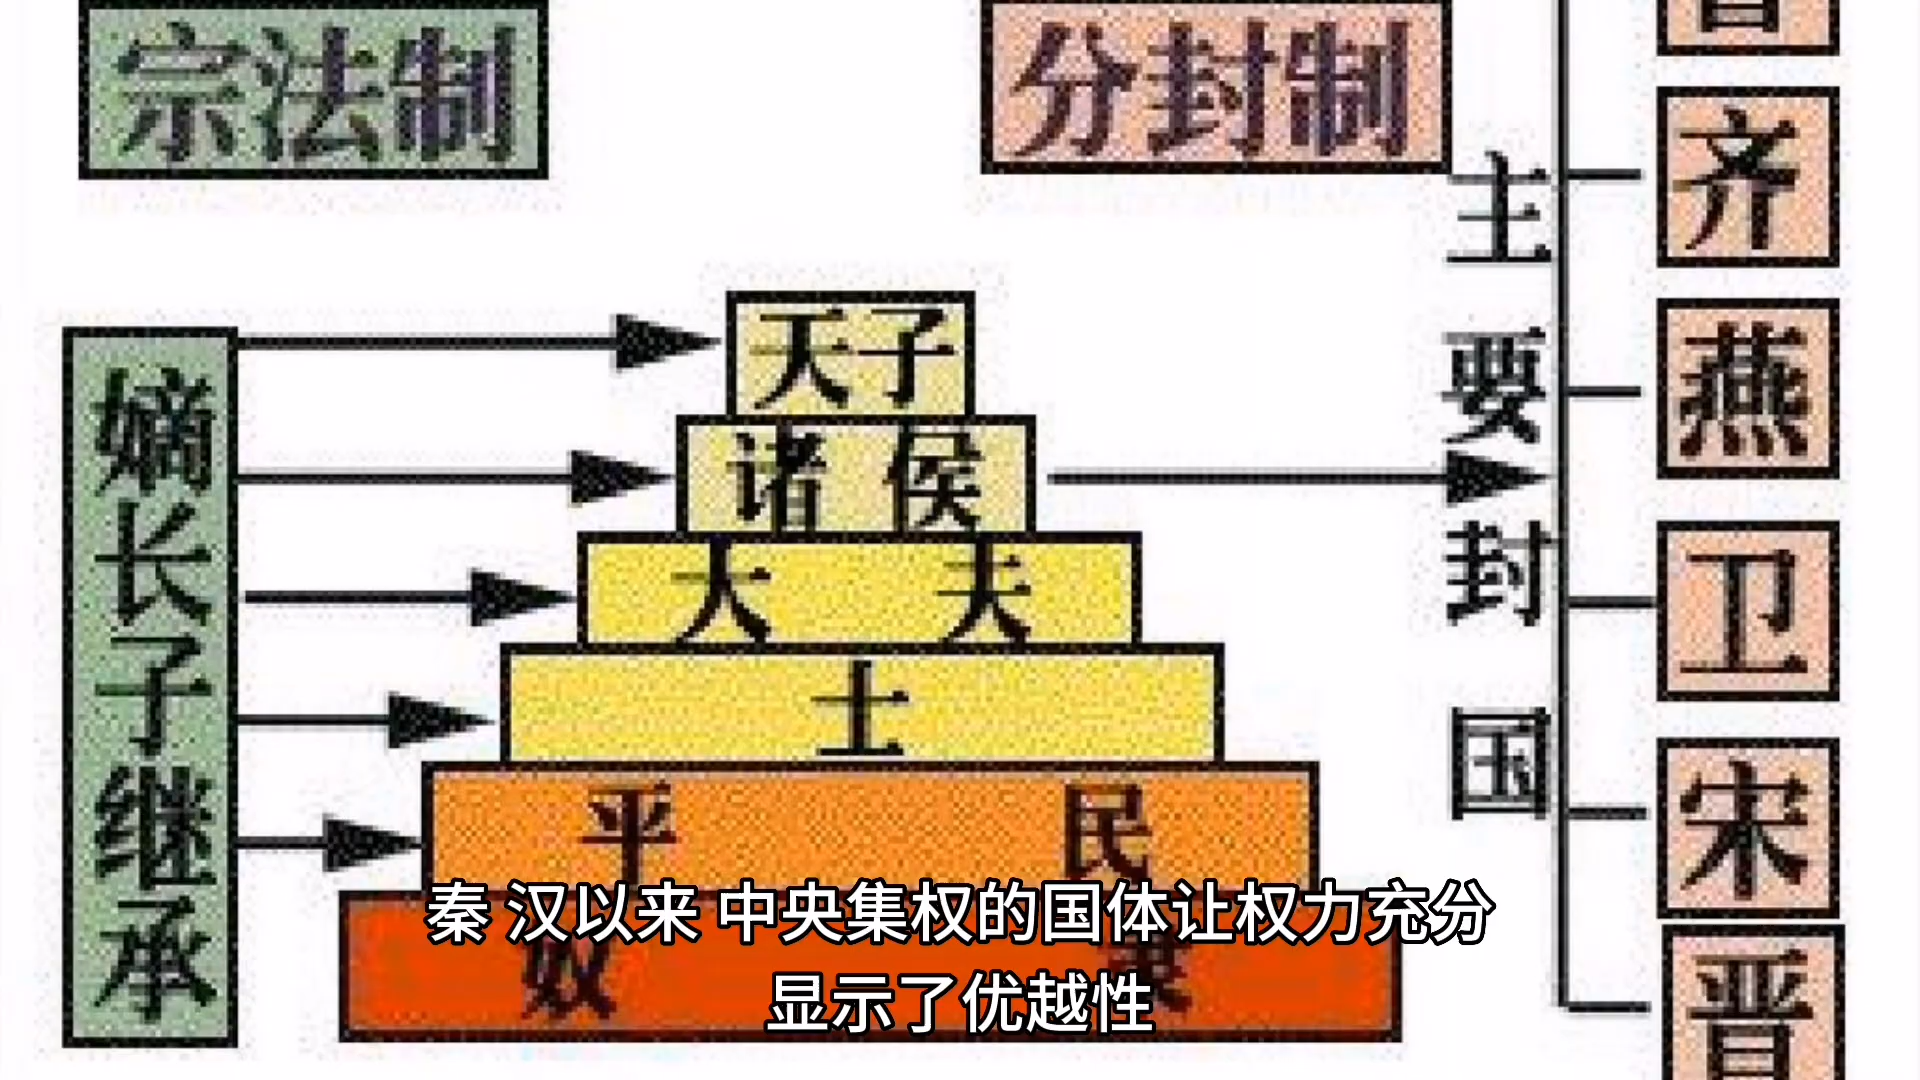 宗法制
分封制
嫡长子继承
天子
诸侯
大夫
士
平民
奴隶
主要封国
齐
燕
卫
宋
晋
秦 汉以来 中央集权的国体让权力充分
显示了优越性